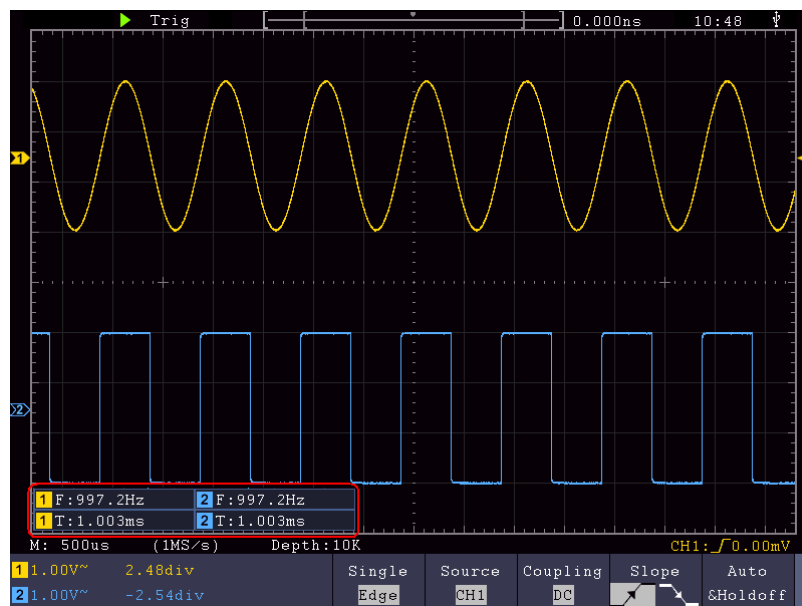 Trig 0.000ns 10:48
1
2
1 F:997.2Hz 2 F:997.2Hz
1 T:1.003ms 2 T:1.003ms
M: 500us (1MS/s) Depth:10K CH1: 0.00mV
1 1.00V~ 2.48div Single Source Coupling Slope Auto
2 1.00V~ -2.54div Edge CH1 DC &Holdoff